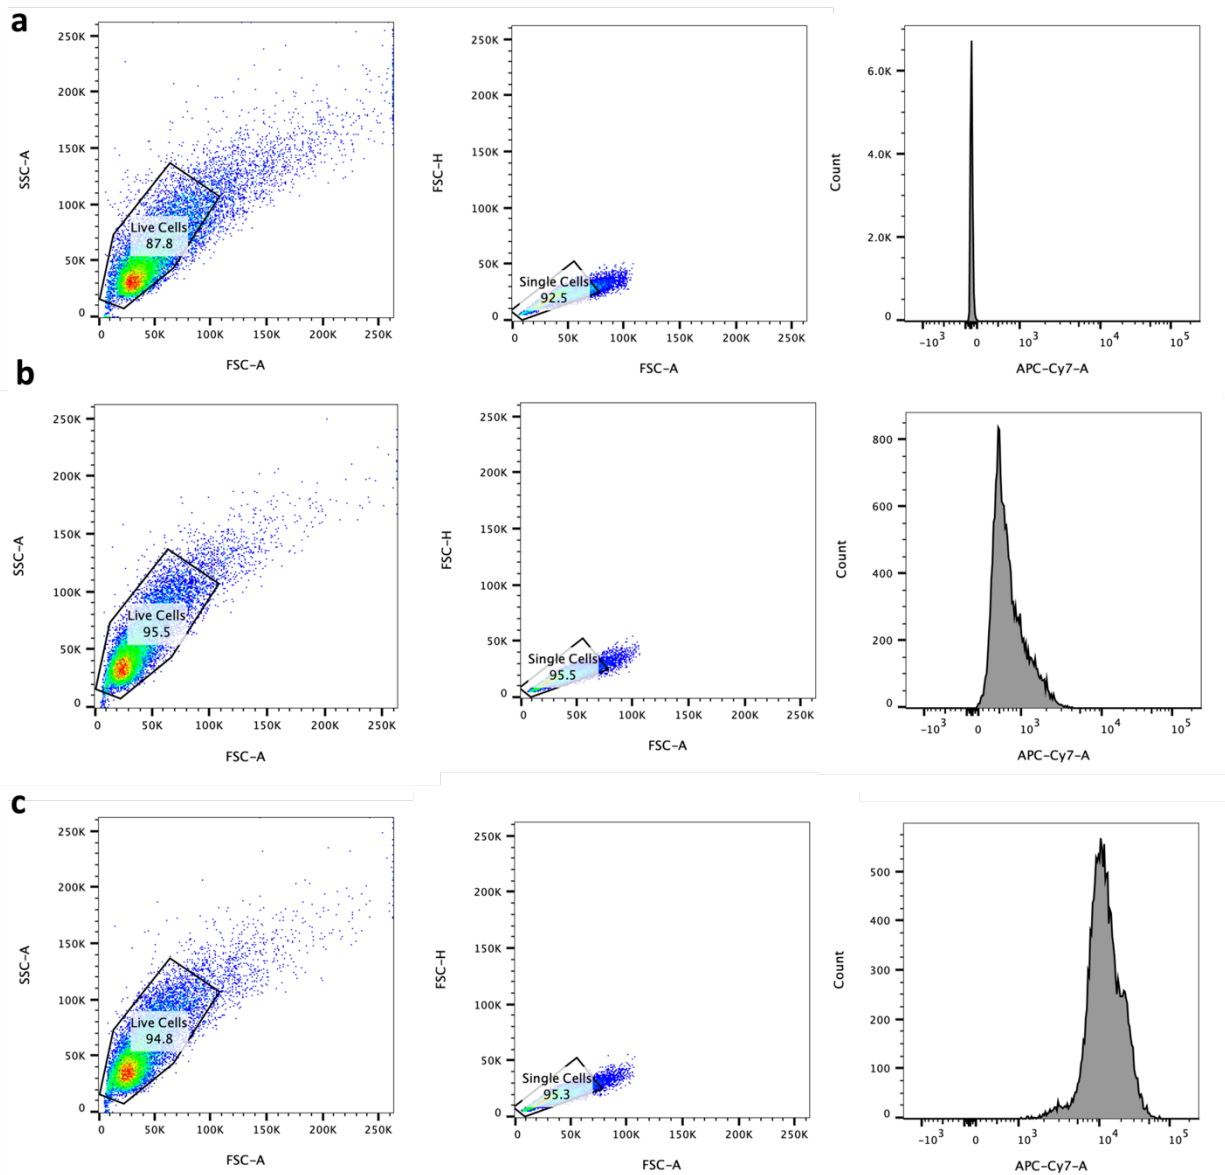 a
250K
200K
150K
100K
50K
0
SSC-A
Live Cells
87.8
0 50K 100K 150K 200K 250K
FSC-A
250K
200K
150K
100K
50K
0
FSC-H
Single Cells
92.5
0 50K 100K 150K 200K 250K
FSC-A
6.0K
4.0K
2.0K
0
Count
-10³ 0 10³ 10⁴ 10⁵
APC-Cy7-A
b
250K
200K
150K
100K
50K
0
SSC-A
Live Cells
95.5
0 50K 100K 150K 200K 250K
FSC-A
250K
200K
150K
100K
50K
0
FSC-H
Single Cells
95.5
0 50K 100K 150K 200K 250K
FSC-A
800
600
400
200
0
Count
-10³ 0 10³ 10⁴ 10⁵
APC-Cy7-A
c
250K
200K
150K
100K
50K
0
SSC-A
Live Cells
94.8
0 50K 100K 150K 200K 250K
FSC-A
250K
200K
150K
100K
50K
0
FSC-H
Single Cells
95.3
0 50K 100K 150K 200K 250K
FSC-A
500
400
300
200
100
0
Count
-10³ 0 10³ 10⁴ 10⁵
APC-Cy7-A